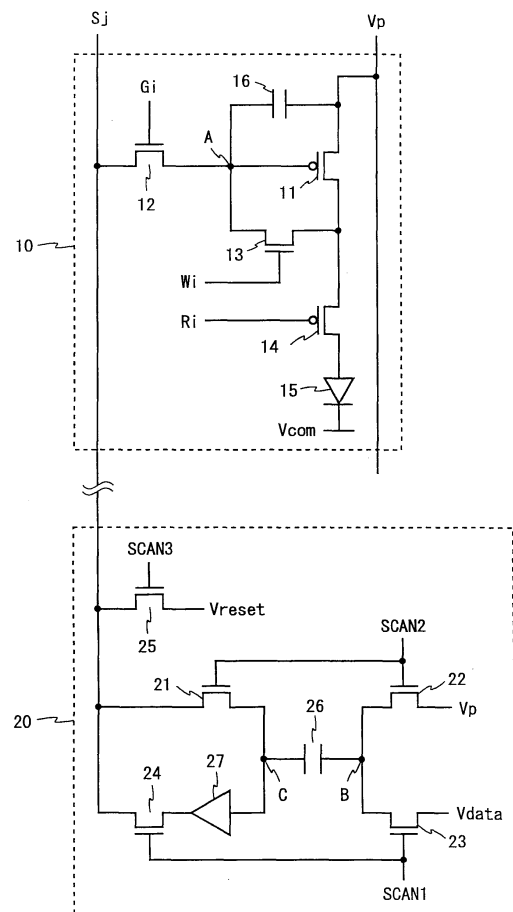 Sj
Vp
16
Gi
A
12
11
10
13
Wi
Ri
14
15
Vcom
SCAN3
Vreset
25
SCAN2
21
22
20
26
Vp
24
27
C
B
Vdata
23
SCAN1